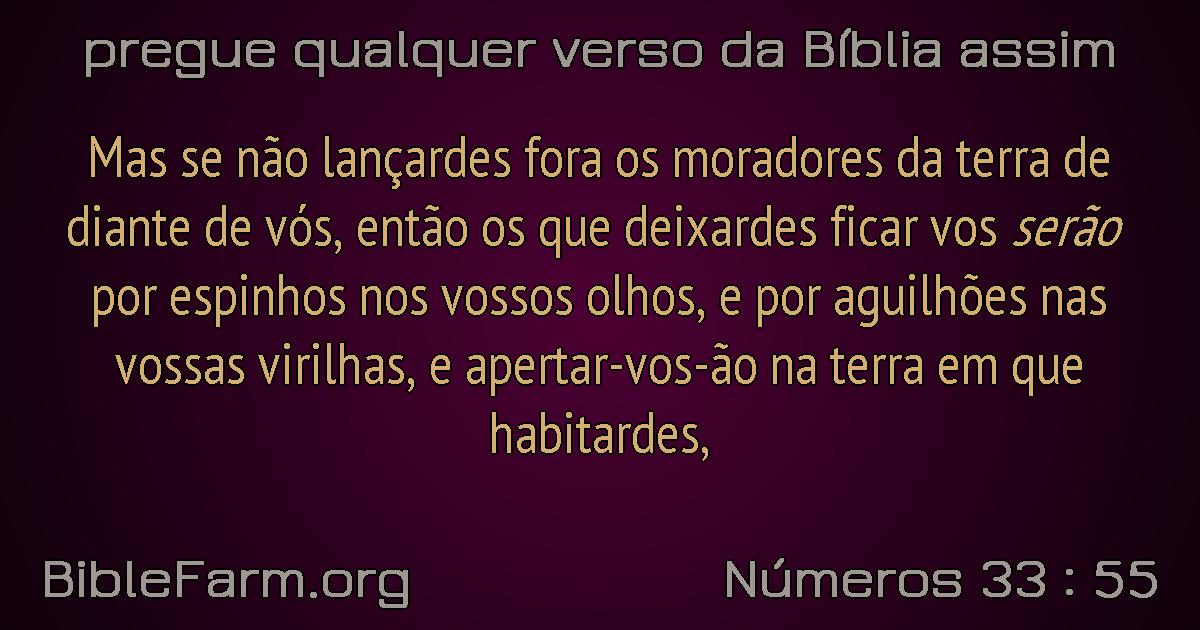 pregue qualquer verso da Bíblia assim
Mas se não lançardes fora os moradores da terra de
diante de vós, então os que deixardes ficar vos serão
por espinhos nos vossos olhos, e por aguilhões nas
vossas virilhas, e apertar-vos-ão na terra em que
habitardes,
BibleFarm.org
Números 33 : 55